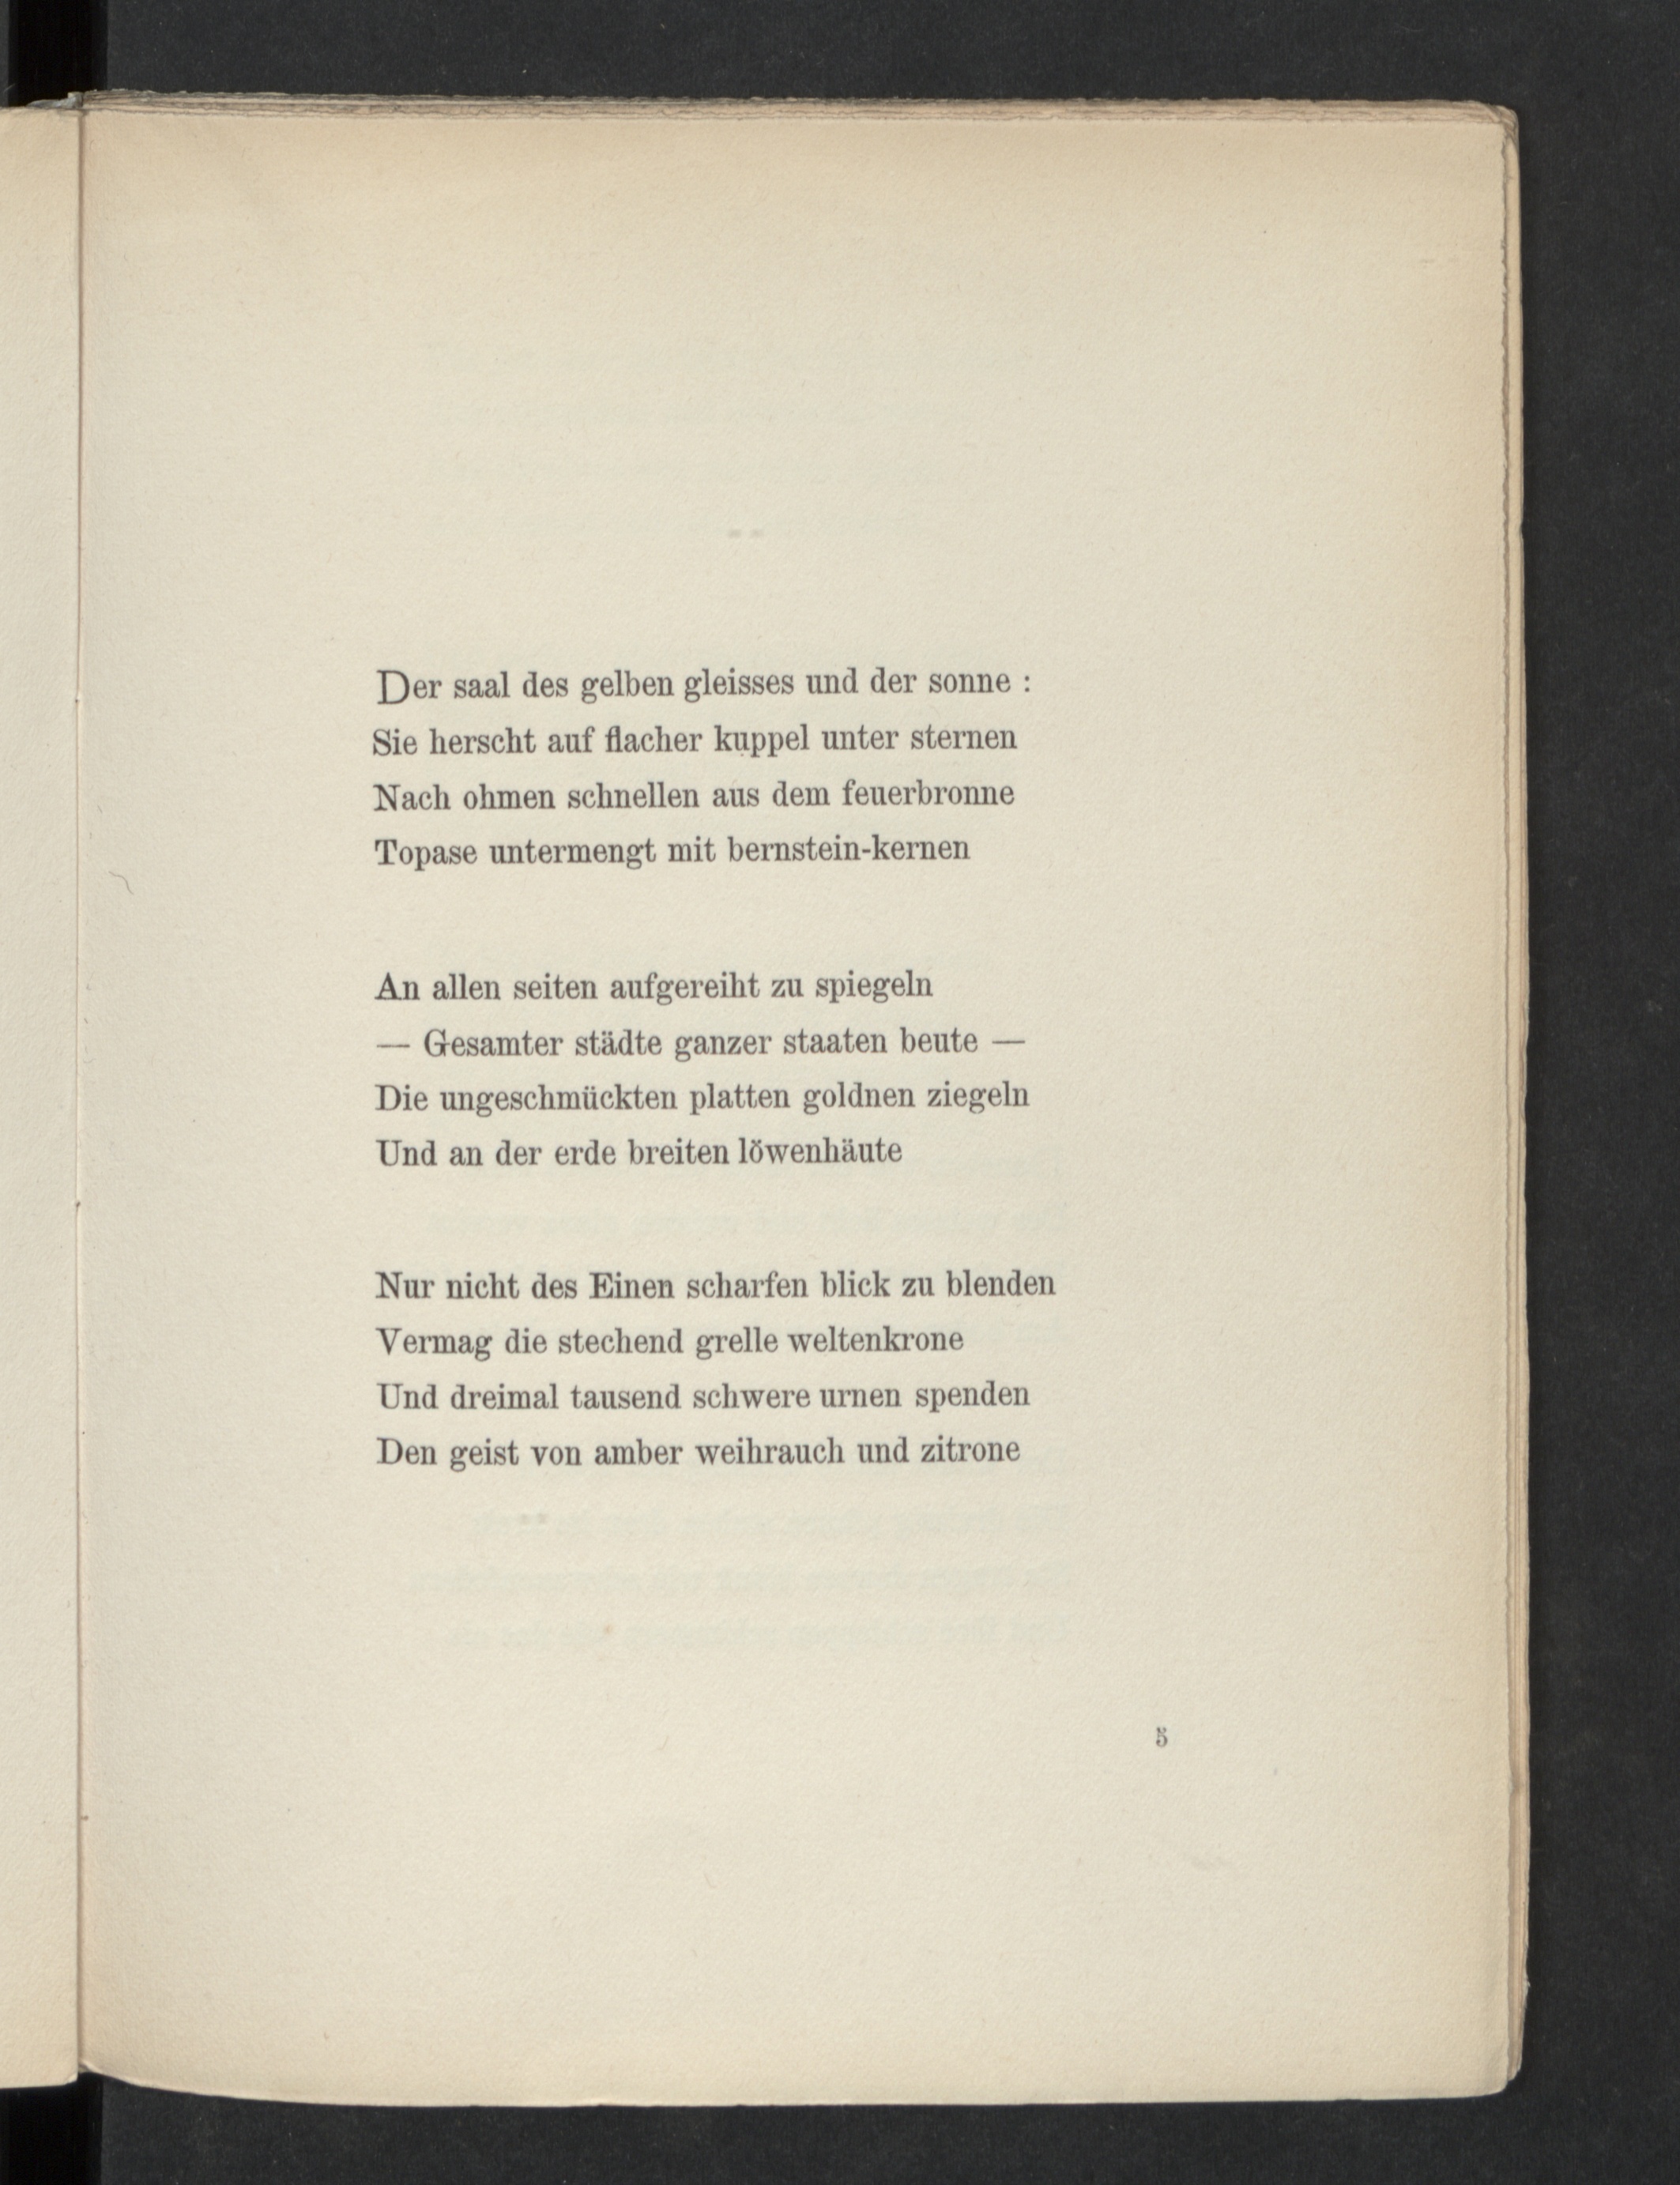 Der saal des gelben gleisses und der sonne :
Sie herscht auf flacher kuppel unter sternen
Nach ohmen schnellen aus dem feuerbronne
Topase untermengt mit bernstein-kernen
An allen seiten aufgereiht zu spiegeln
— Gesamter städte ganzer staaten beute —
Die ungeschmückten platten goldnen ziegeln
Und an der erde breiten löwenhäute
Nur nicht des Einen scharfen blick zu blenden
Vermag die stechend grelle weltenkrone
Und dreimal tausend schwere urnen spenden
Den geist von amber weihrauch und zitrone
5